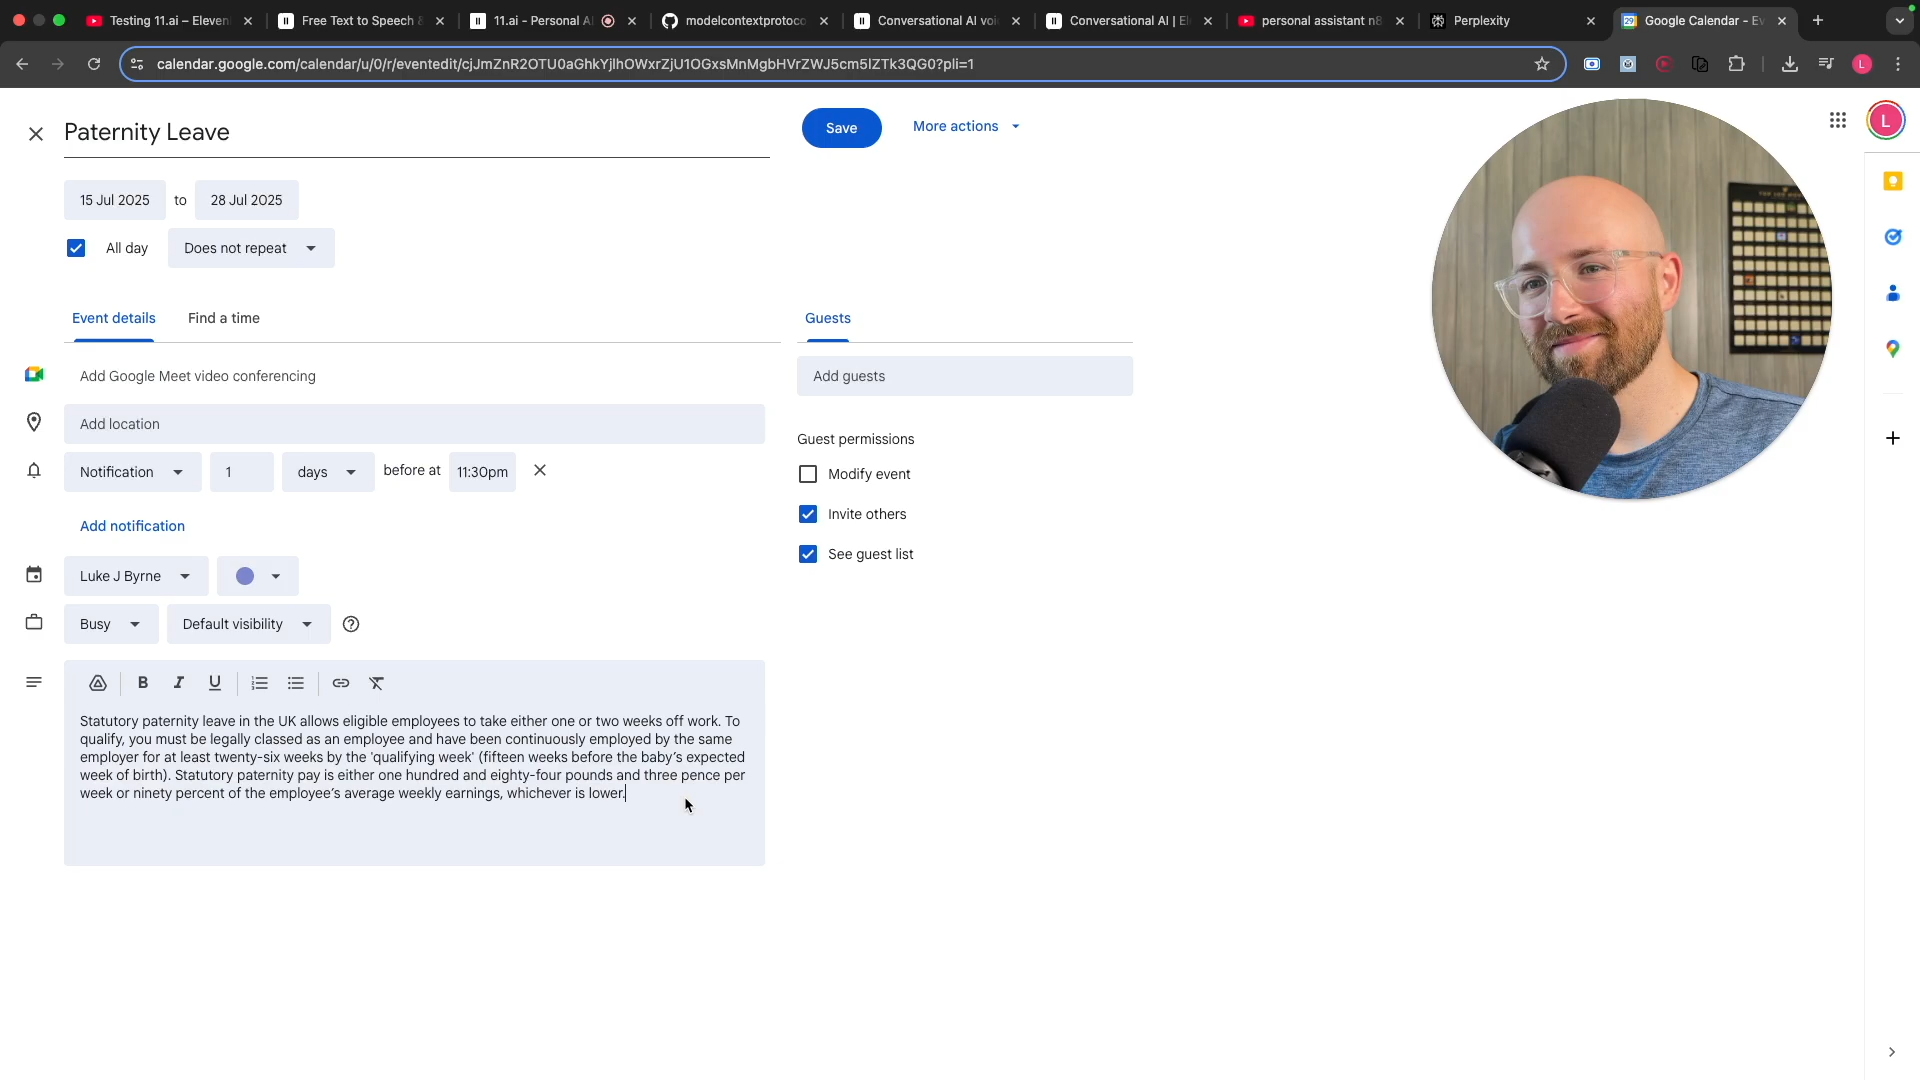 Testing 11.ai – Eleven
Free Text to Speech &
11.ai - Personal A
modelcontextprotoco
Conversational AI voi
Conversational AI | El
personal assistant n8
Perplexity
Google Calendar - Ev
calendar.google.com/calendar/u/0/r/eventedit/cjJmZnR2OTU0aGhkYjlhOWxrZjU1OGxsMnMgbHVrZWJ5cm5lZTk3QG0?pli=1
L
Paternity Leave
Save
More actions
L
15 Jul 2025 to 28 Jul 2025
All day Does not repeat
Event details Find a time
Guests
Add Google Meet video conferencing
Add guests
Add location
Guest permissions
Notification 1 days before at 11:30pm
Modify event
Add notification
Invite others
See guest list
Luke J Byrne
Busy Default visibility
B I U
Statutory paternity leave in the UK allows eligible employees to take either one or two weeks off work. To
qualify, you must be legally classed as an employee and have been continuously employed by the same
employer for at least twenty-six weeks by the 'qualifying week' (fifteen weeks before the baby's expected
week of birth). Statutory paternity pay is either one hundred and eighty-four pounds and three pence per
week or ninety percent of the employee's average weekly earnings, whichever is lower.